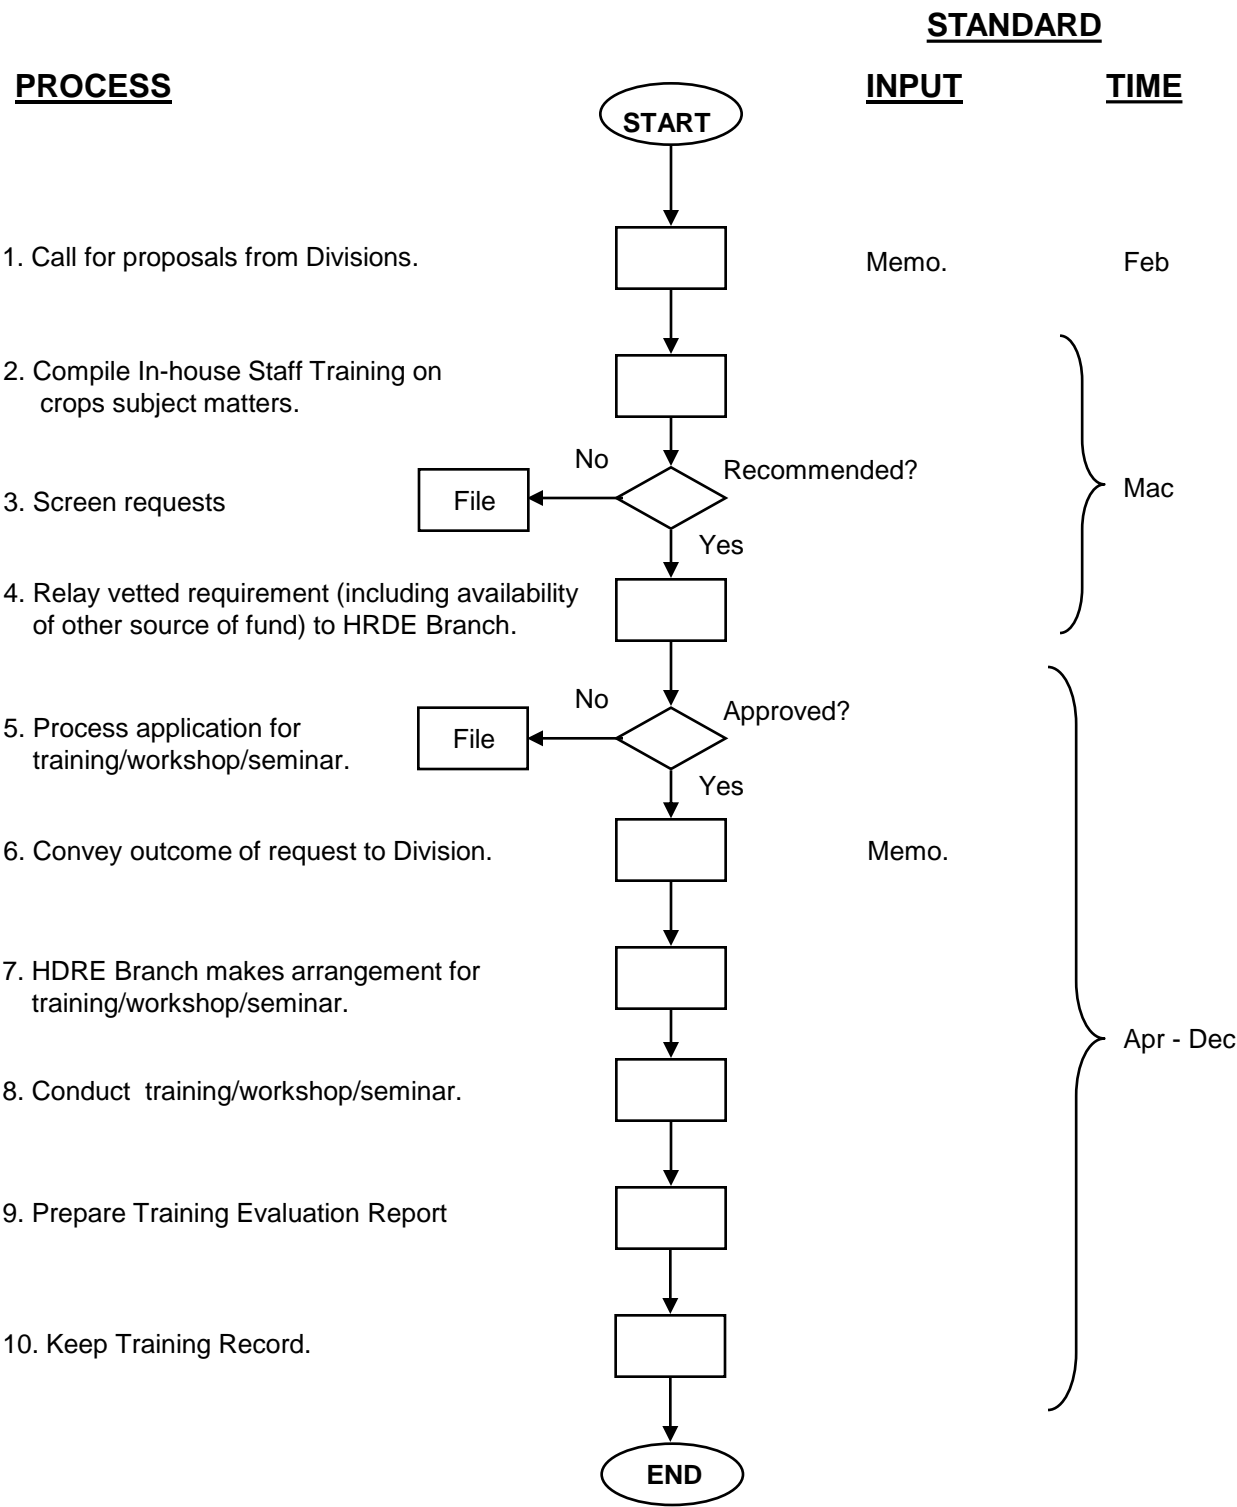 STANDARD
PROCESS
INPUT
TIME
START
1. Call for proposals from Divisions.
Memo.
Feb
2. Compile In-house Staff Training on
crops subject matters.
No
Recommended?
3. Screen requests
File
Mac
Yes
4. Relay vetted requirement (including availability
of other source of fund) to HRDE Branch.
No
Approved?
5. Process application for
training/workshop/seminar.
File
Yes
6. Convey outcome of request to Division.
Memo.
7. HDRE Branch makes arrangement for
training/workshop/seminar.
Apr - Dec
8. Conduct  training/workshop/seminar.
9. Prepare Training Evaluation Report
10. Keep Training Record.
END